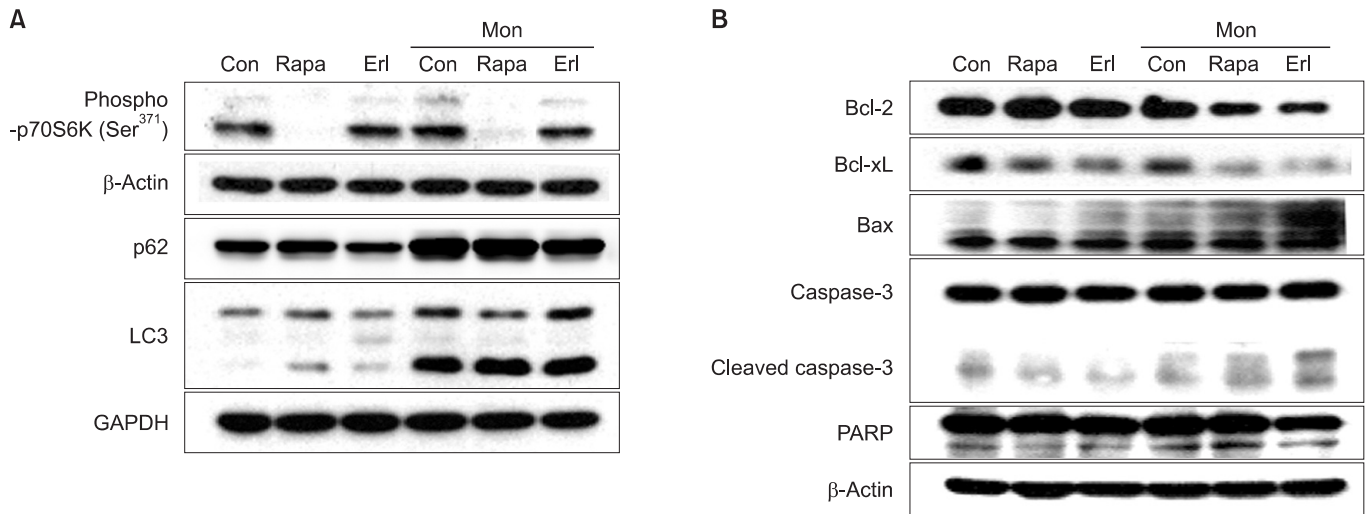 A
Mon
Con Rapa Erl Con Rapa Erl
Phospho
-p70S6K (Ser371)
β-Actin
p62
LC3
GAPDH
B
Mon
Con Rapa Erl Con Rapa Erl
Bcl-2
Bcl-xL
Bax
Caspase-3
Cleaved caspase-3
PARP
β-Actin